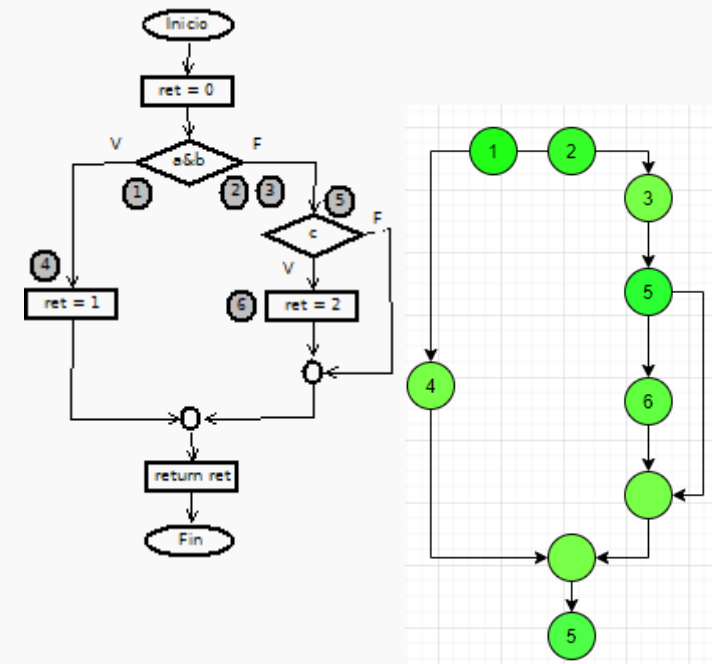 Inicio
ret = 0
V
F
a&b
1
2
3
5
F
c
4
V
ret = 1
6
ret = 2
return ret
Fin
1
2
3
5
4
6
5